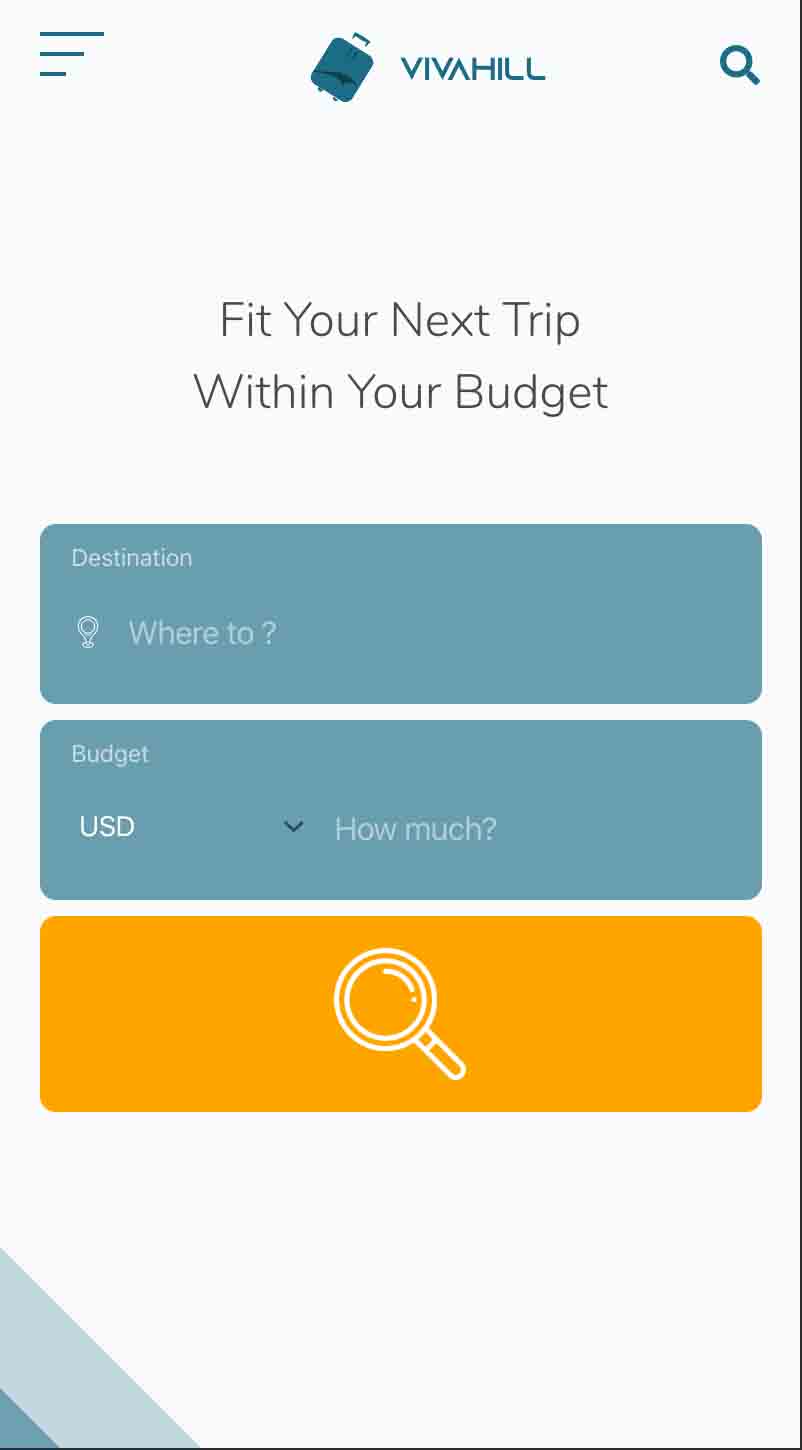 VIVAHILL
Fit Your Next Trip
Within Your Budget
Destination
Where to ?
Budget
USD
How much?